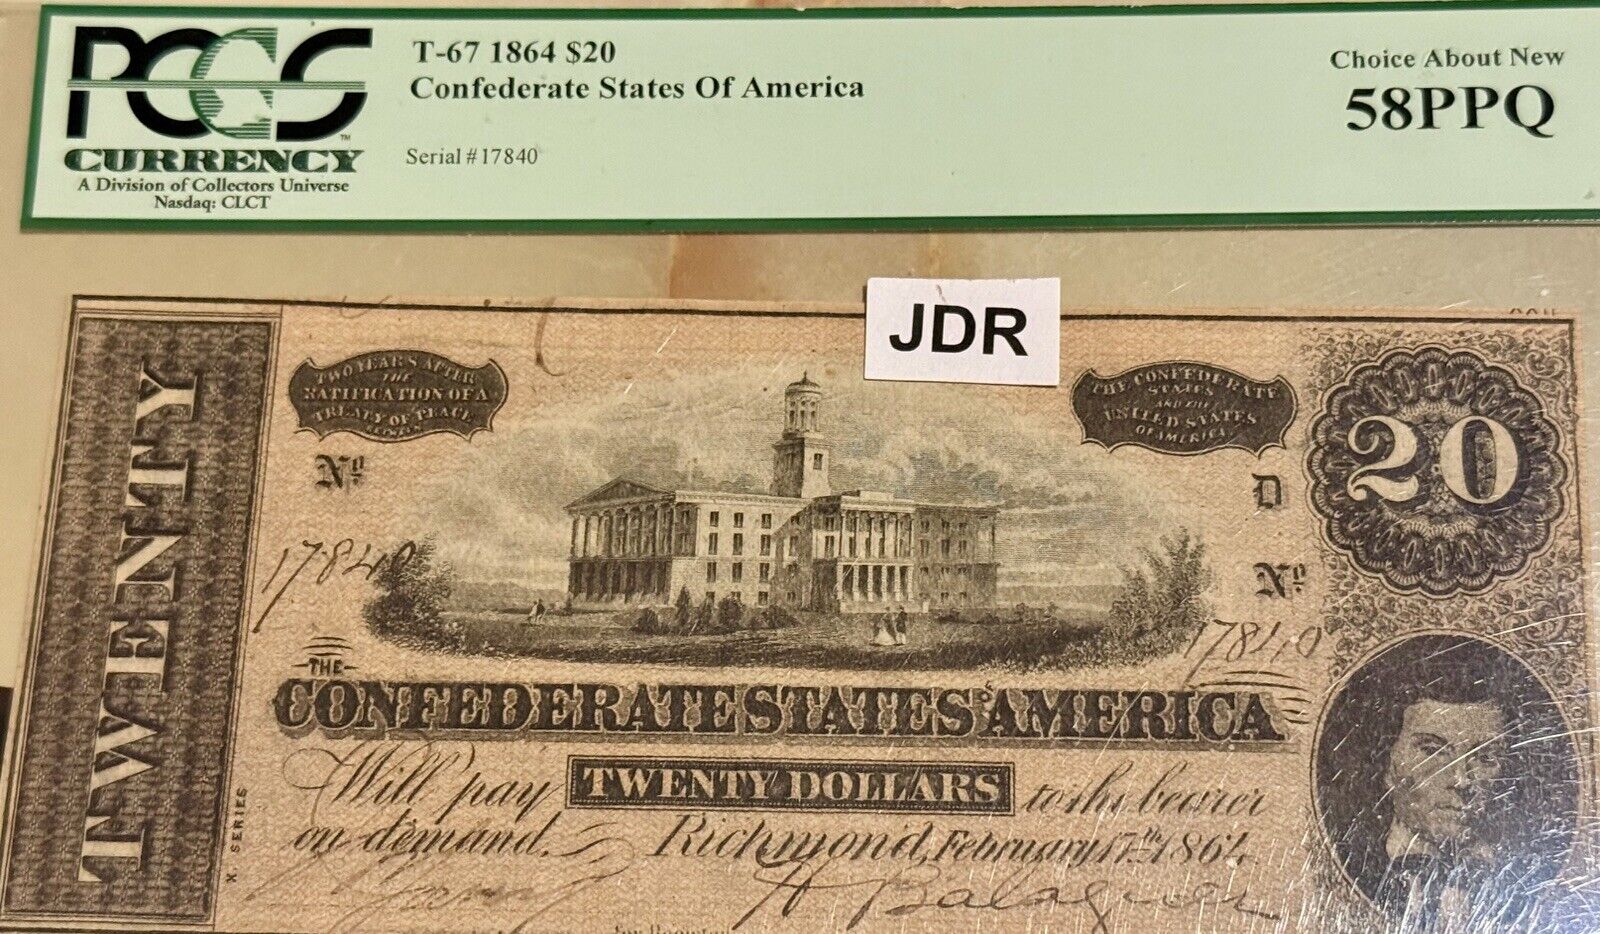 PCGS
CURRENCY
A Division of Collectors Universe
Nasdaq: CLCT
T-67 1864 $20
Confederate States Of America
Serial #17840
Choice About New
58PPQ
JDR
TWENTY
TWO YEARS AFTER
THE
RATIFICATION OF A
TREATY OF PEACE
BETWEEN
THE CONFEDERATE
STATES
AND THE
UNITED STATES
OF AMERICA.
20
No
D
17840
No
17840
THE
CONFEDERATE STATES OF AMERICA
Will pay TWENTY DOLLARS to the bearer
on demand. Richmond, February 17th 1864.
X SERIES
for Register